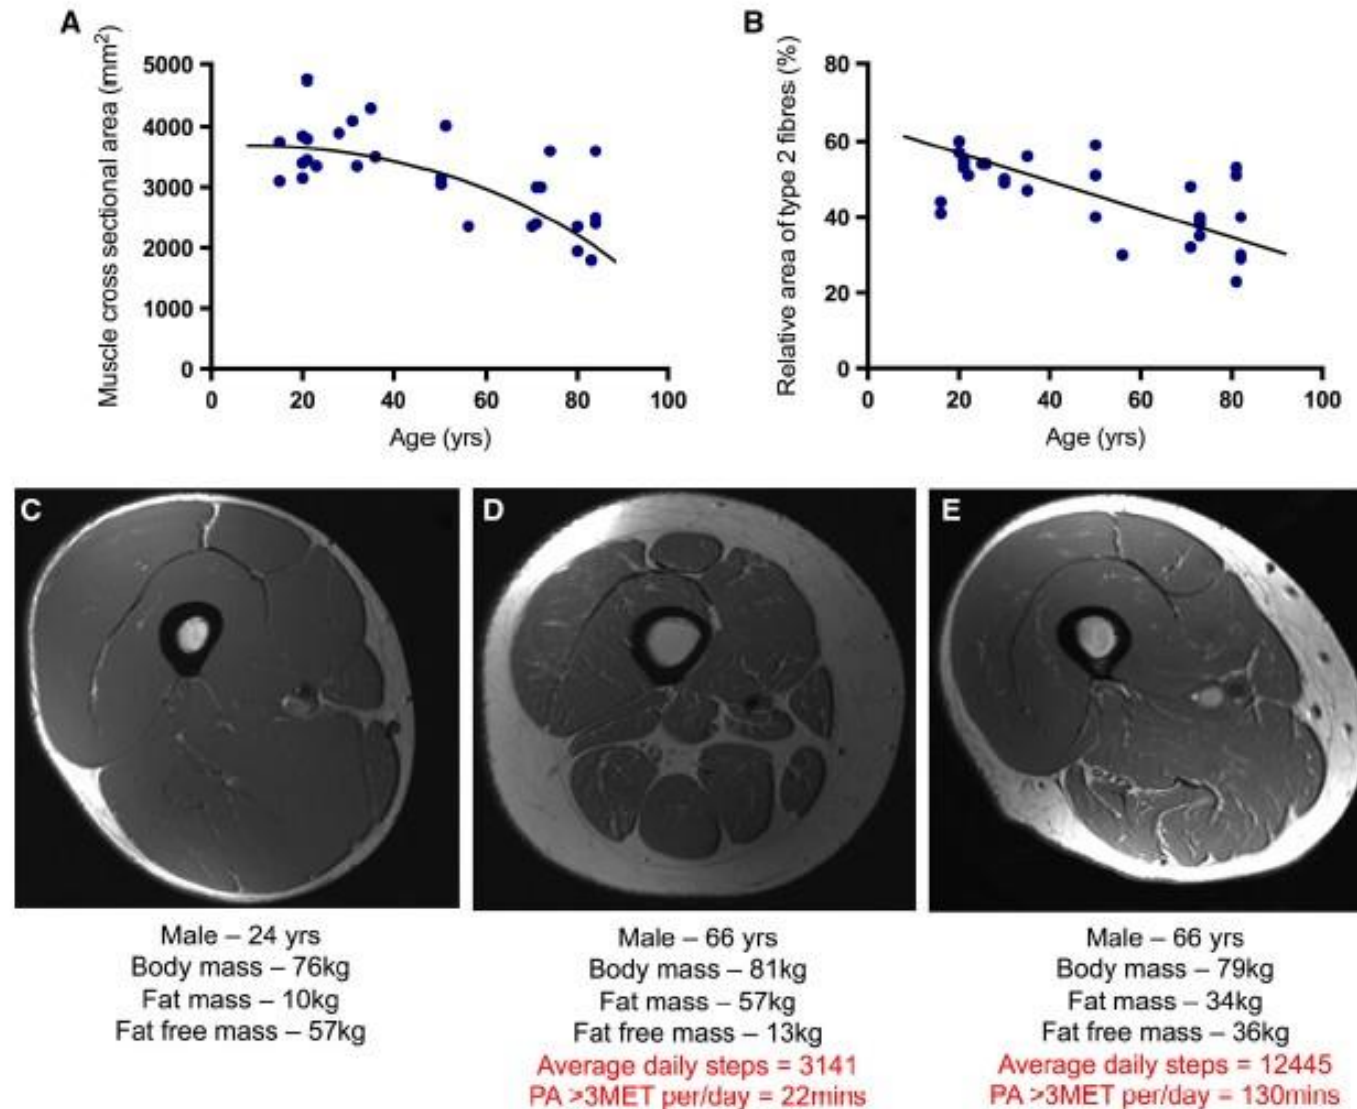 A
Muscle cross sectional area (mm²)
5000
4000
3000
2000
1000
0
0 20 40 60 80 100
Age (yrs)
B
Relative area of type 2 fibres (%)
80
60
40
20
0
0 20 40 60 80 100
Age (yrs)
C
Male – 24 yrs
Body mass – 76kg
Fat mass – 10kg
Fat free mass – 57kg
D
Male – 66 yrs
Body mass – 81kg
Fat mass – 57kg
Fat free mass – 13kg
Average daily steps = 3141
PA >3MET per/day = 22mins
E
Male – 66 yrs
Body mass – 79kg
Fat mass – 34kg
Fat free mass – 36kg
Average daily steps = 12445
PA >3MET per/day = 130mins